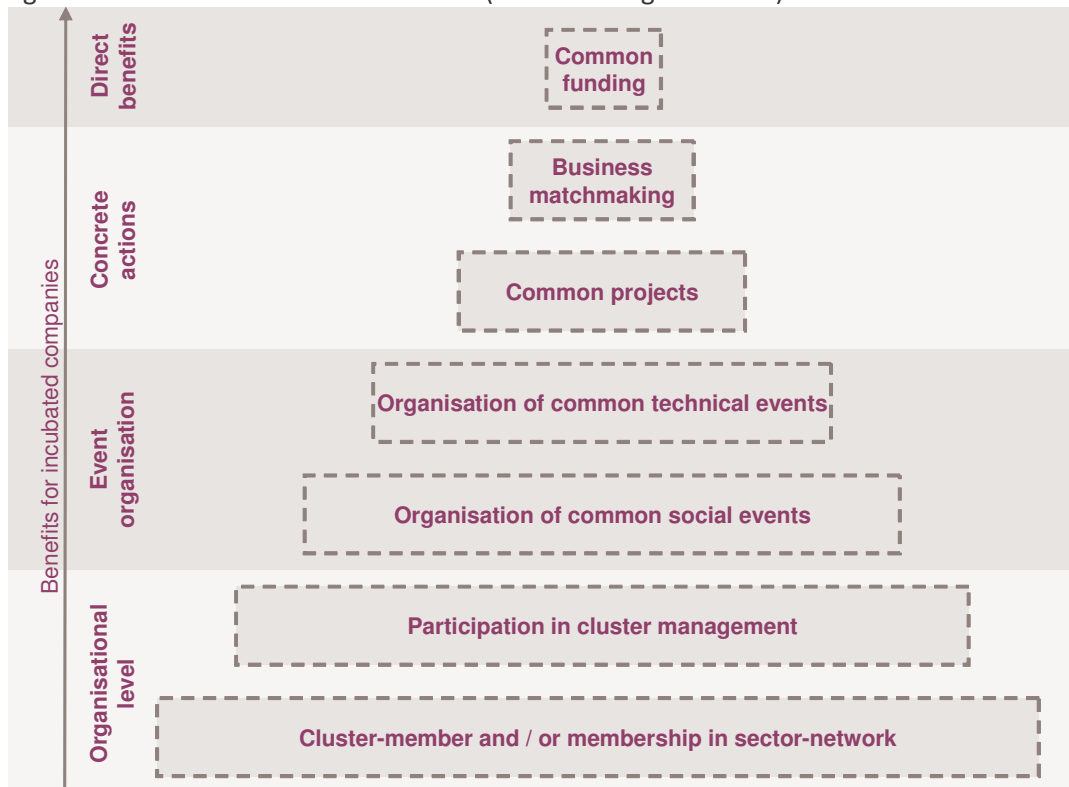 Direct
benefits
Common
funding
Concrete
actions
Business
matchmaking
Common projects
Event
organisation
Organisation of common technical events
Organisation of common social events
Organisational
level
Participation in cluster management
Cluster-member and / or membership in sector-network
Benefits for incubated companies